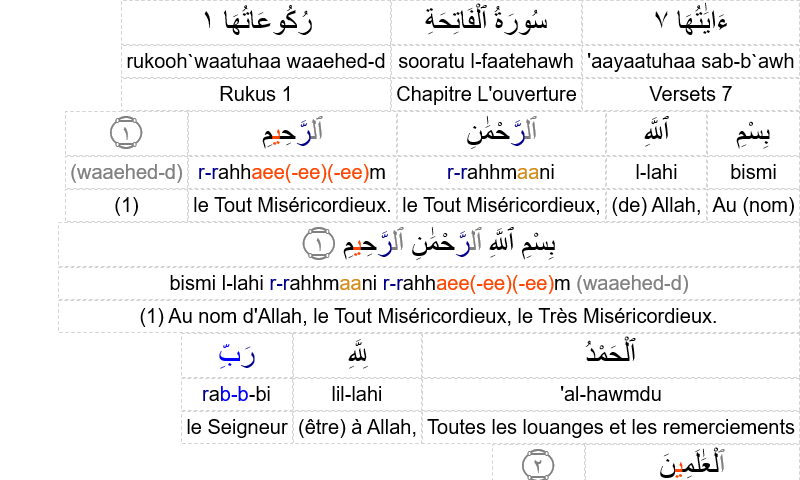 ءَايَٰتُهَا ٧ سُورَةُ ٱلْفَاتِحَةِ رُكُوعَاتُهَا ١
'aayaatuhaa sab-b`awh sooratu l-faatehawh rukooh`waatuhaa waaehed-d
Versets 7 Chapitre L'ouverture Rukus 1
بِسْمِ ٱللَّهِ ٱلرَّحْمَٰنِ ٱلرَّحِيمِ ١
bismi l-lahi r-rahhmaani r-rahhaee(-ee)(-ee)m (waaehed-d)
Au (nom) (de) Allah, le Tout Miséricordieux, le Tout Miséricordieux. (1)
بِسْمِ ٱللَّهِ ٱلرَّحْمَٰنِ ٱلرَّحِيمِ ١
bismi l-lahi r-rahhmaani r-rahhaee(-ee)(-ee)m (waaehed-d)
(1) Au nom d'Allah, le Tout Miséricordieux, le Très Miséricordieux.
ٱلْحَمْدُ لِلَّهِ رَبِّ
'al-hawmdu lil-lahi rab-b-bi
Toutes les louanges et les remerciements (être) à Allah, le Seigneur
ٱلْعَٰلَمِينَ ٢